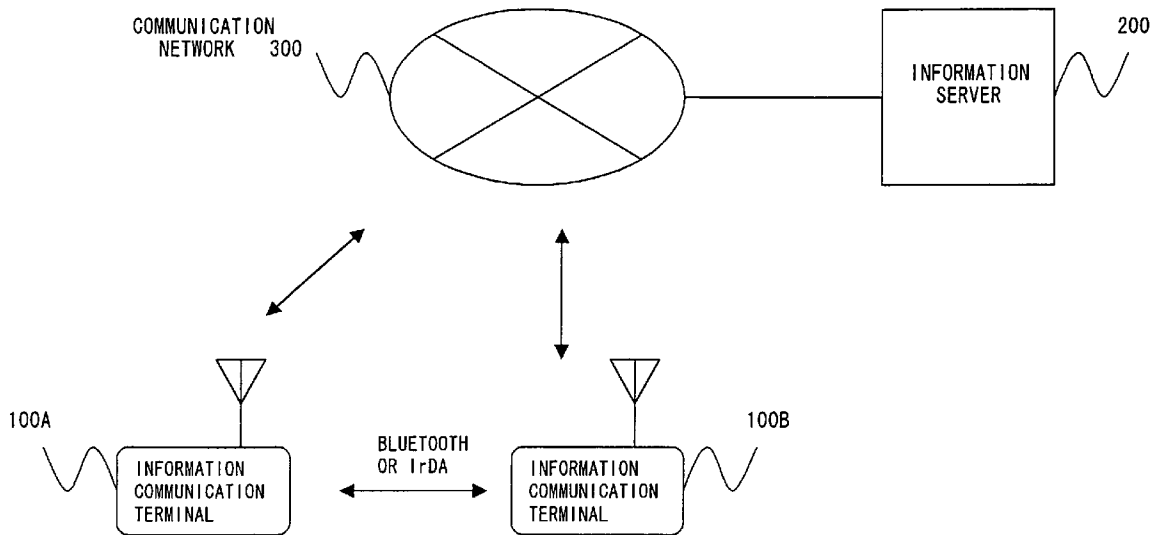 COMMUNICATION
NETWORK 300
200
INFORMATION
SERVER
100A
INFORMATION
COMMUNICATION
TERMINAL
BLUETOOTH
OR IrDA
INFORMATION
COMMUNICATION
TERMINAL
100B